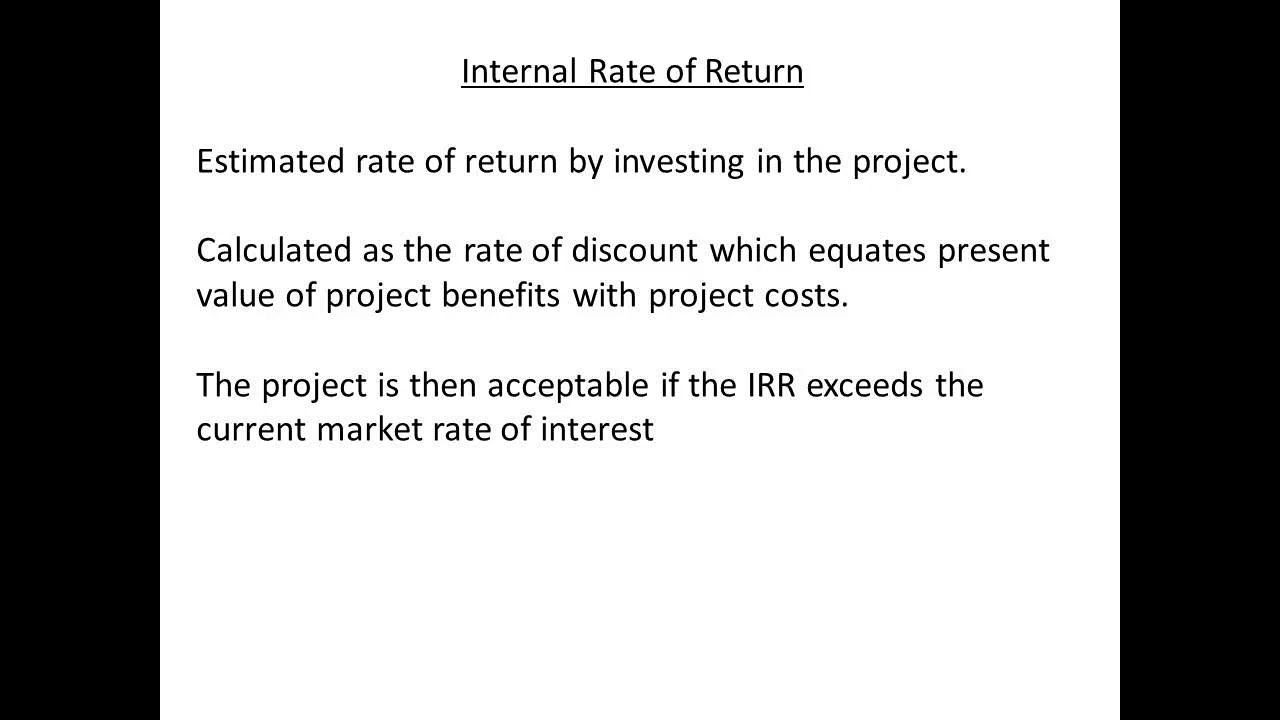 Internal Rate of Return
Estimated rate of return by investing in the project.
Calculated as the rate of discount which equates present
value of project benefits with project costs.
The project is then acceptable if the IRR exceeds the
current market rate of interest